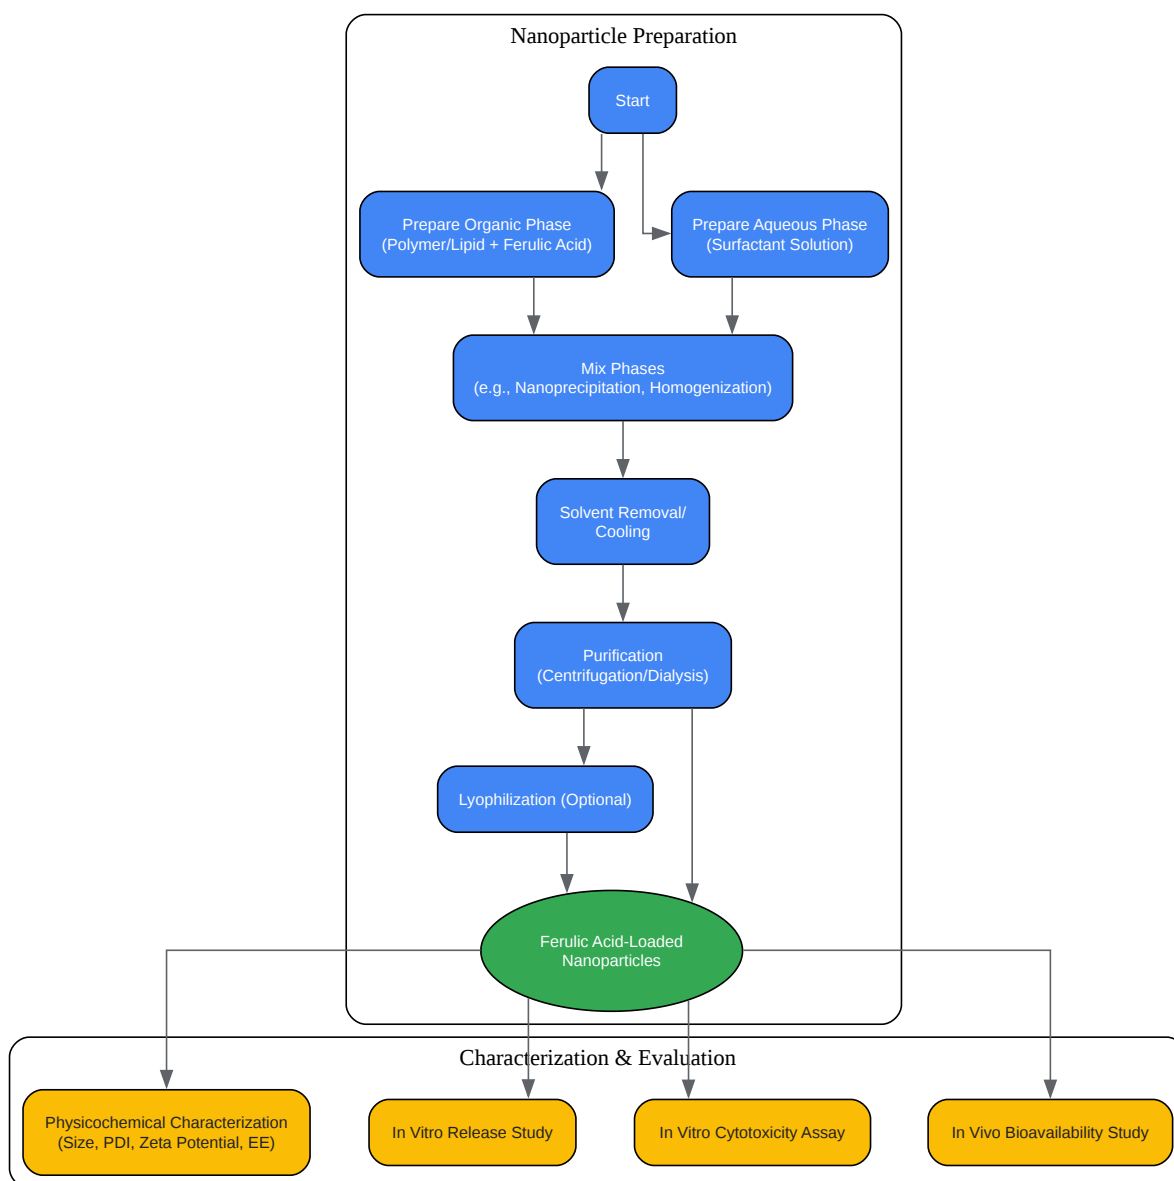 Nanoparticle Preparation
Start
Prepare Organic Phase
(Polymer/Lipid + Ferulic Acid)
Prepare Aqueous Phase
(Surfactant Solution)
Mix Phases
(e.g., Nanoprecipitation, Homogenization)
Solvent Removal/
Cooling
Purification
(Centrifugation/Dialysis)
Lyophilization (Optional)
Ferulic Acid-Loaded
Nanoparticles
Characterization & Evaluation
Physicochemical Characterization
(Size, PDI, Zeta Potential, EE)
In Vitro Release Study
In Vitro Cytotoxicity Assay
In Vivo Bioavailability Study